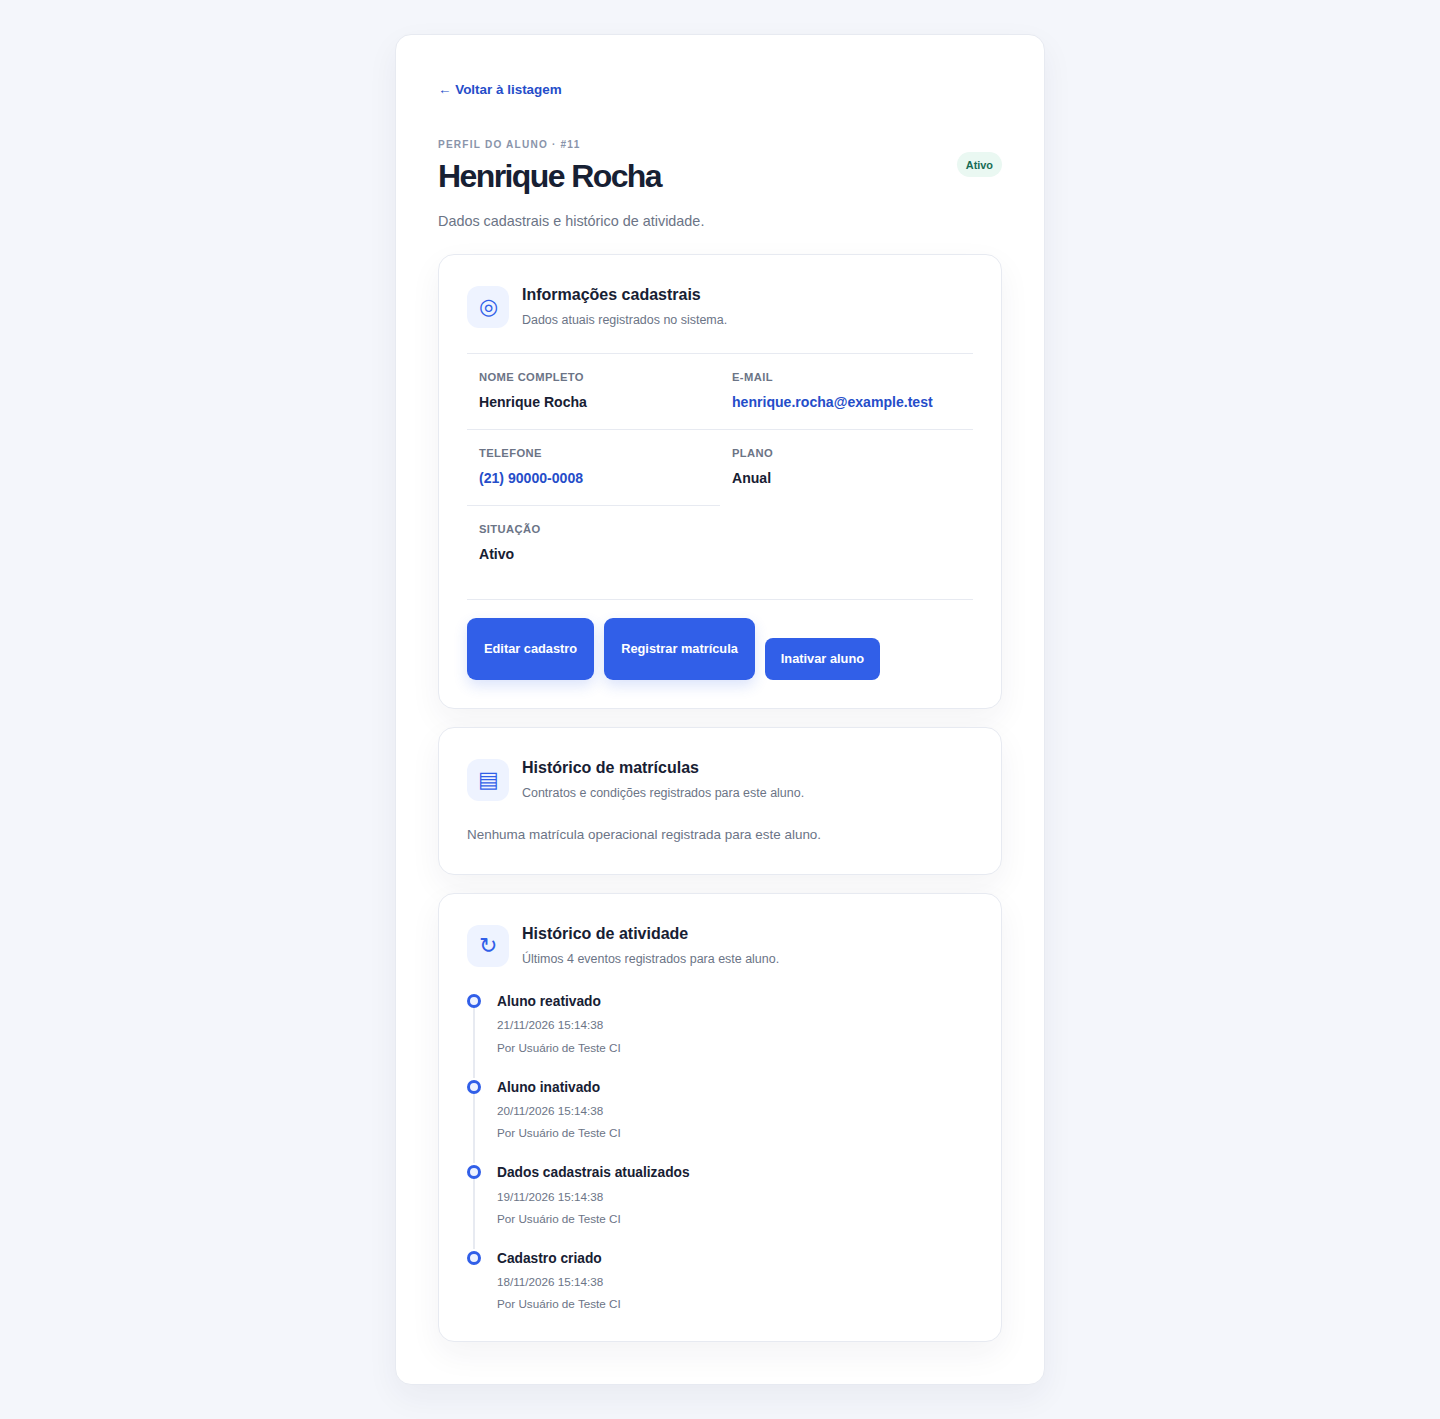 ← Voltar à listagem
PERFIL DO ALUNO · #11
Henrique Rocha
Ativo
Dados cadastrais e histórico de atividade.
Informações cadastrais
Dados atuais registrados no sistema.
NOME COMPLETO
Henrique Rocha
E-MAIL
henrique.rocha@example.test
TELEFONE
(21) 90000-0008
PLANO
Anual
SITUAÇÃO
Ativo
Editar cadastro
Registrar matrícula
Inativar aluno
Histórico de matrículas
Contratos e condições registrados para este aluno.
Nenhuma matrícula operacional registrada para este aluno.
Histórico de atividade
Últimos 4 eventos registrados para este aluno.
Aluno reativado
21/11/2026 15:14:38
Por Usuário de Teste CI
Aluno inativado
20/11/2026 15:14:38
Por Usuário de Teste CI
Dados cadastrais atualizados
19/11/2026 15:14:38
Por Usuário de Teste CI
Cadastro criado
18/11/2026 15:14:38
Por Usuário de Teste CI